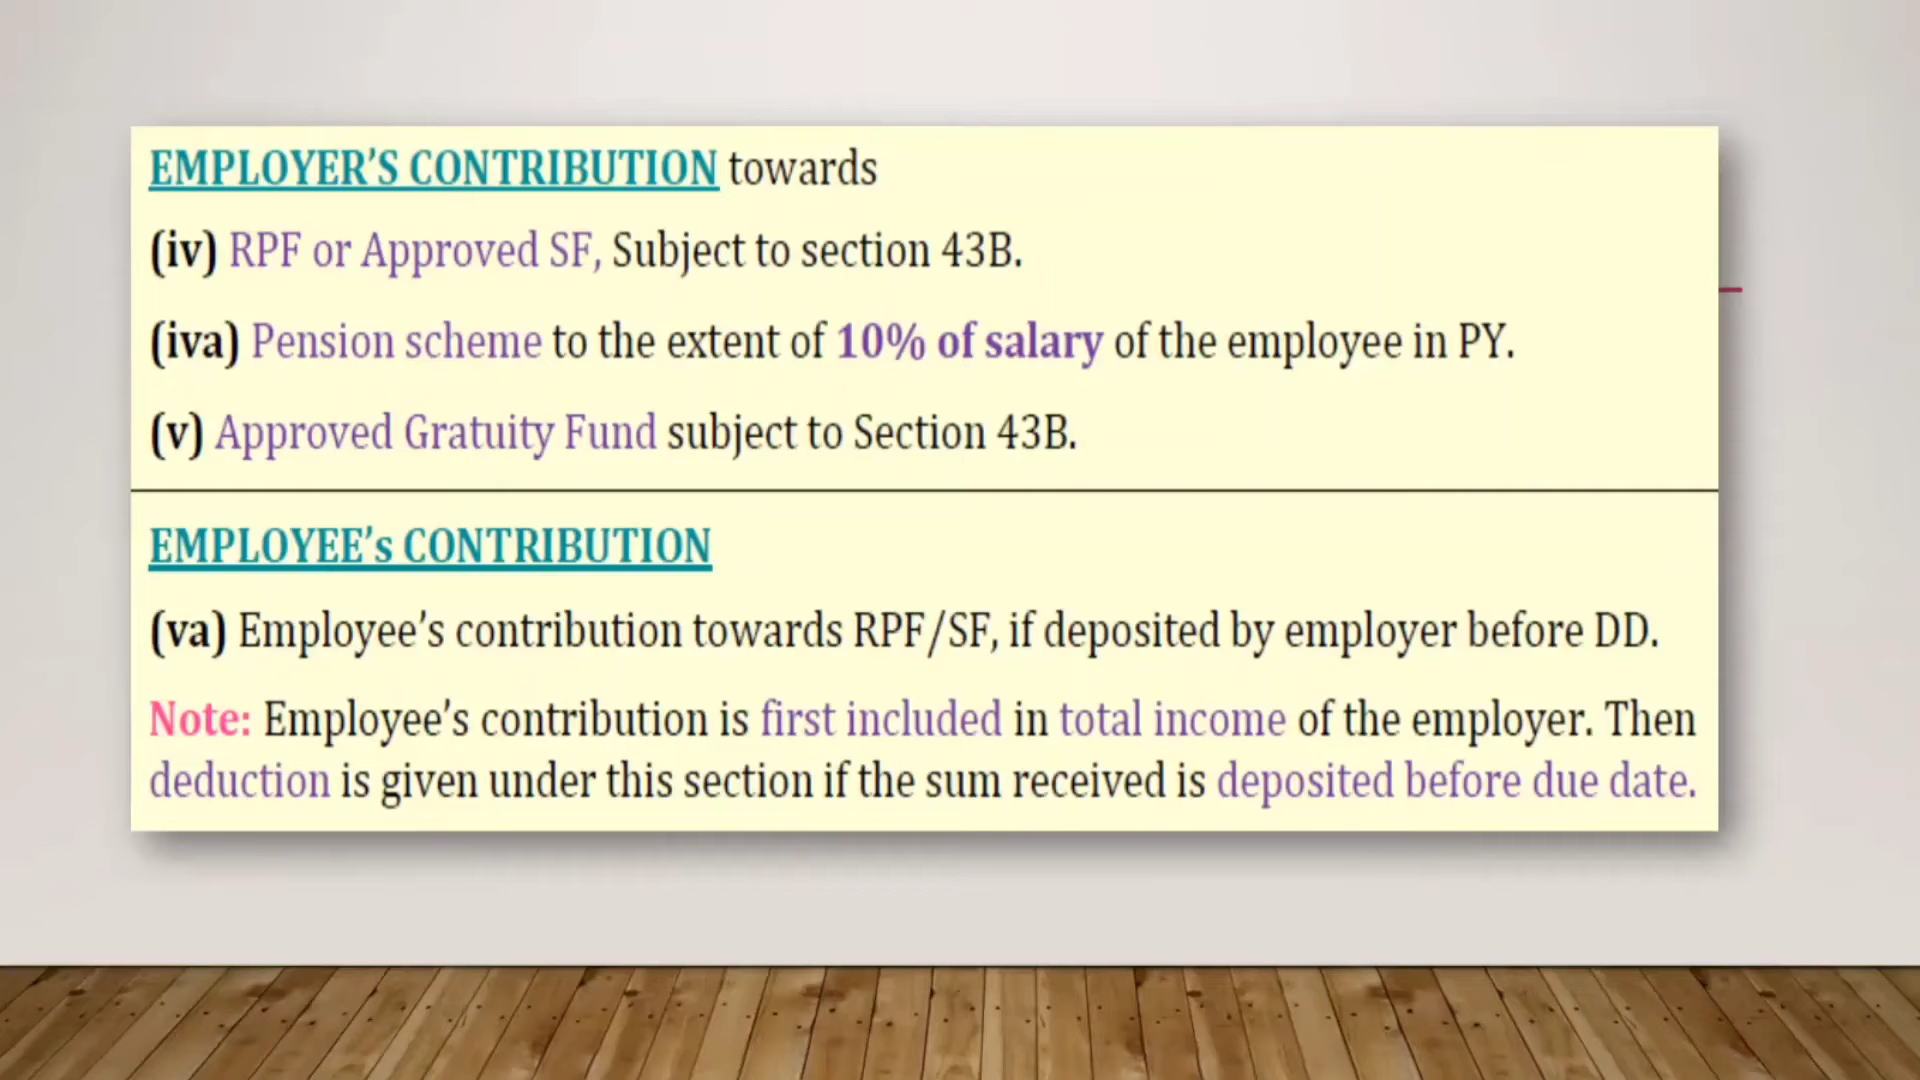 EMPLOYER’S CONTRIBUTION towards
(iv) RPF or Approved SF, Subject to section 43B.
(iva) Pension scheme to the extent of 10% of salary of the employee in PY.
(v) Approved Gratuity Fund subject to Section 43B.
EMPLOYEE’s CONTRIBUTION
(va) Employee’s contribution towards RPF/SF, if deposited by employer before DD.
Note: Employee’s contribution is first included in total income of the employer. Then
deduction is given under this section if the sum received is deposited before due date.